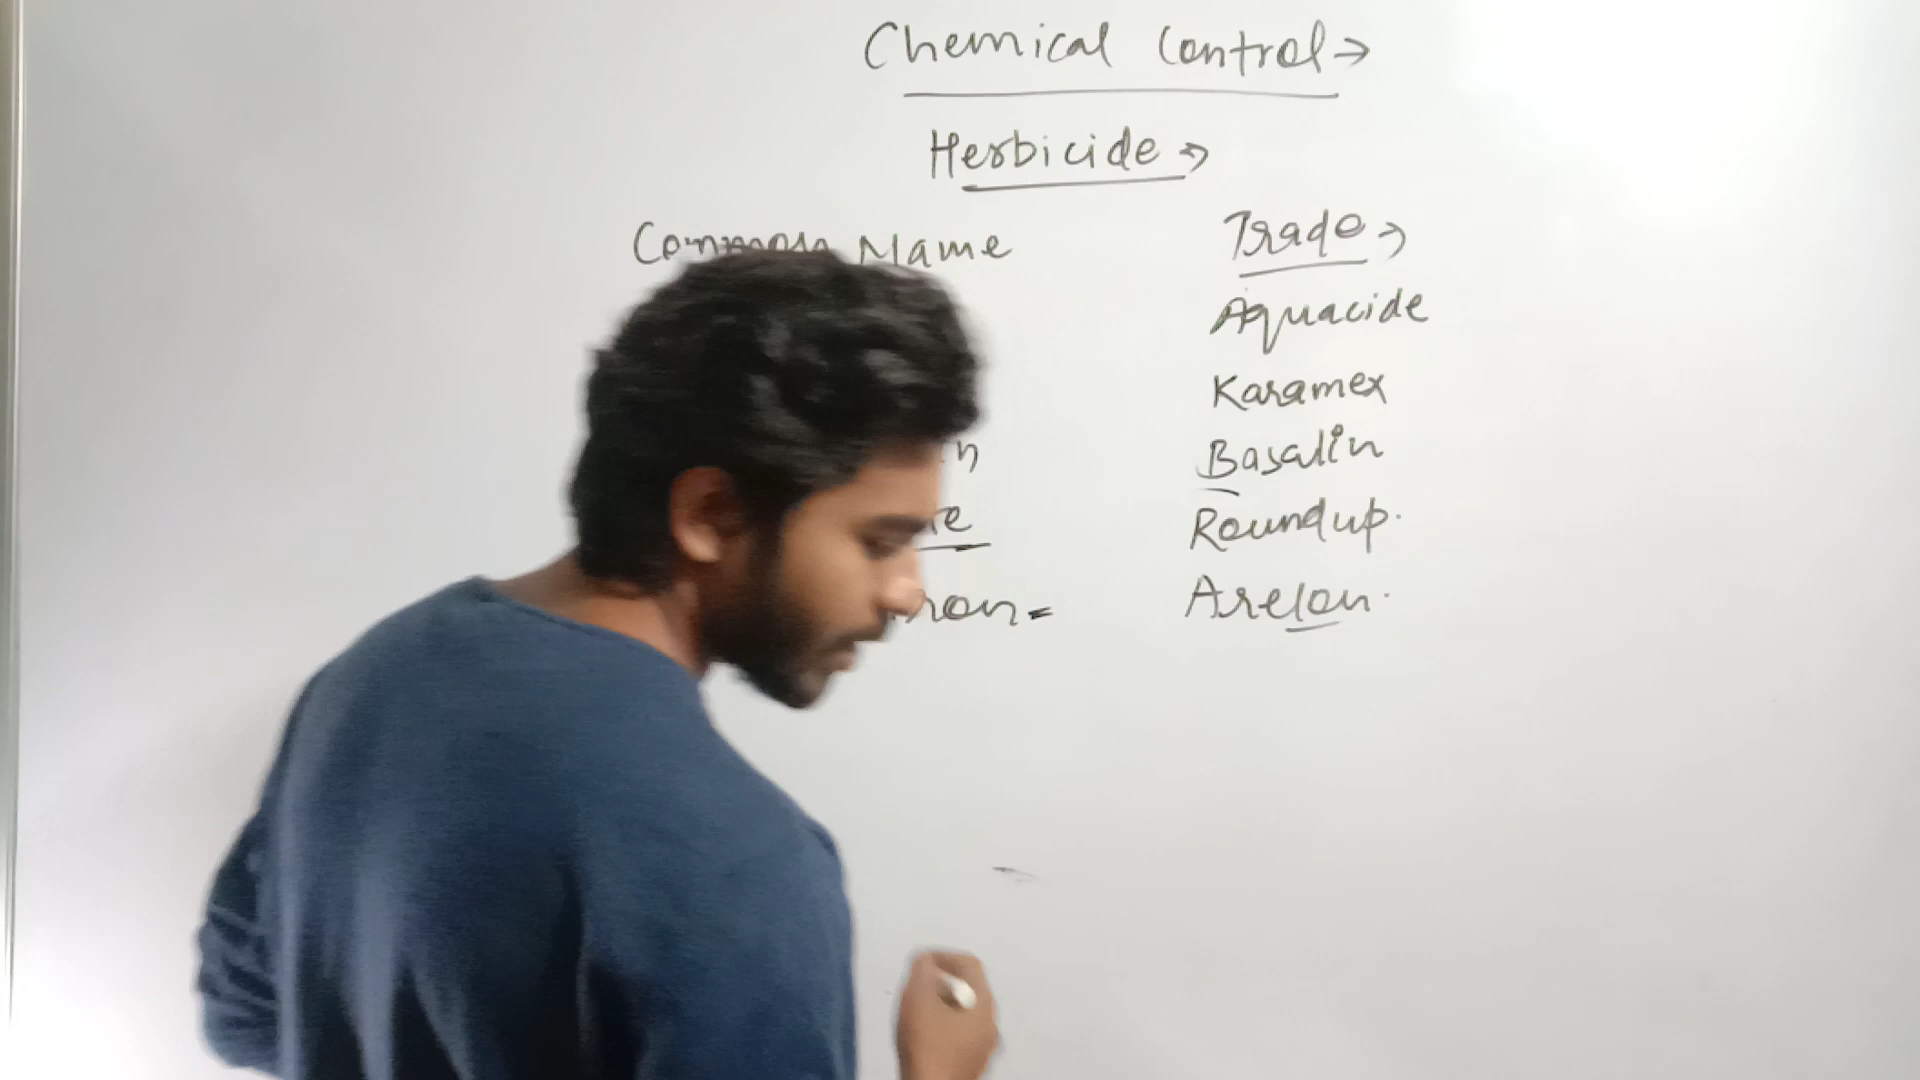 Chemical Control →
Herbicide →
Common Name Trade →
Aquacide
Karamex
Basalin
Roundup.
Arelon.